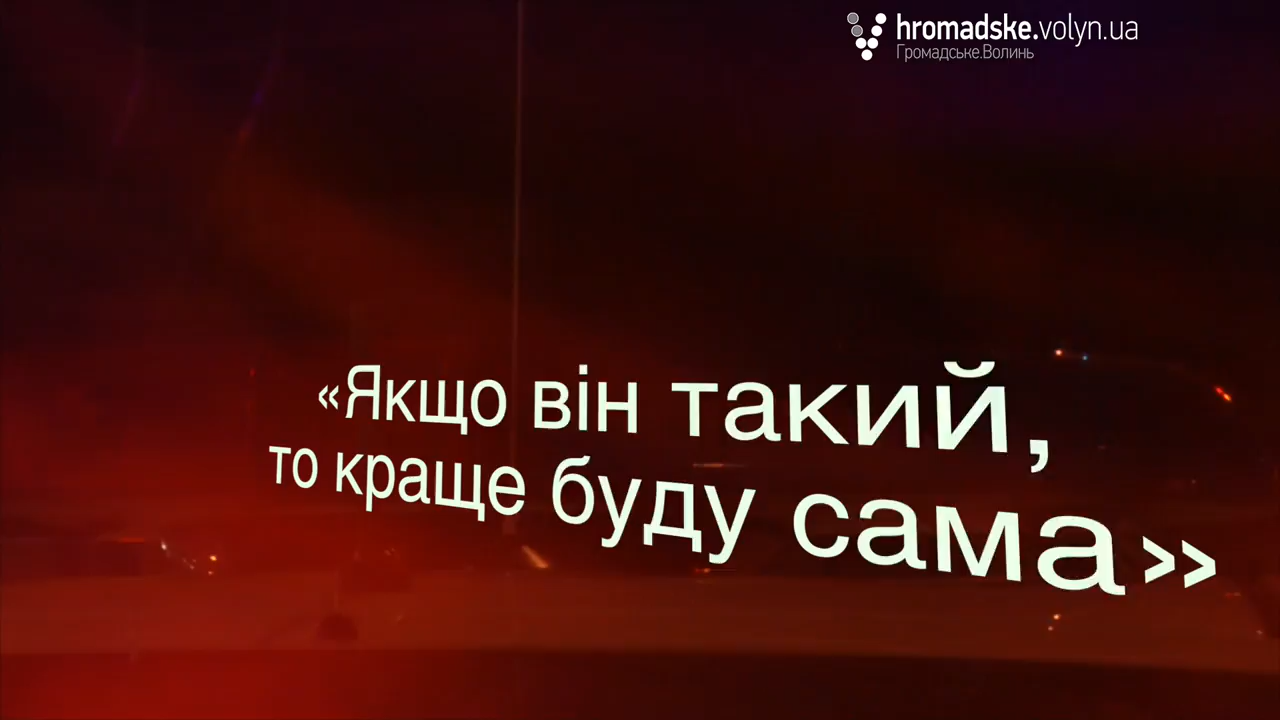 hromadske.volyn.ua
Громадське.Волинь
«Якщо він такий,
то краще буду сама»